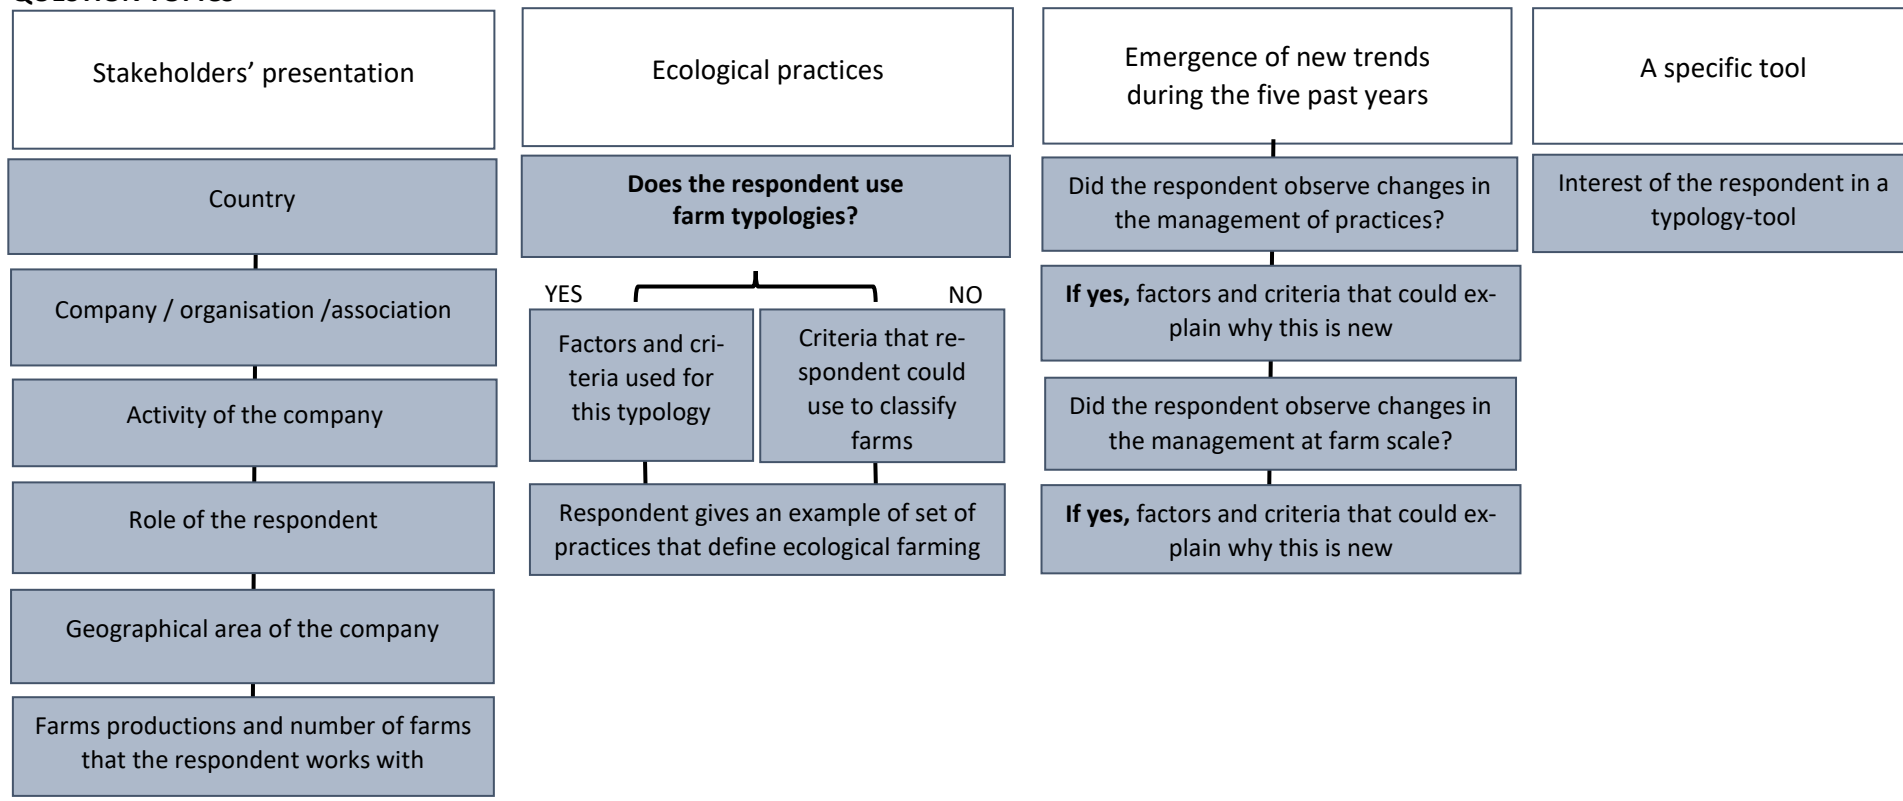 QUESTION TOPICS
Stakeholders’ presentation
Country
Company / organisation /association
Activity of the company
Role of the respondent
Geographical area of the company
Farms productions and number of farms
that the respondent works with
Ecological practices
Does the respondent use
farm typologies?
YES
NO
Factors and cri-
teria used for
this typology
Criteria that re-
spondent could
use to classify
farms
Respondent gives an example of set of
practices that define ecological farming
Emergence of new trends
during the five past years
Did the respondent observe changes in
the management of practices?
If yes, factors and criteria that could ex-
plain why this is new
Did the respondent observe changes in
the management at farm scale?
If yes, factors and criteria that could ex-
plain why this is new
A specific tool
Interest of the respondent in a
typology-tool